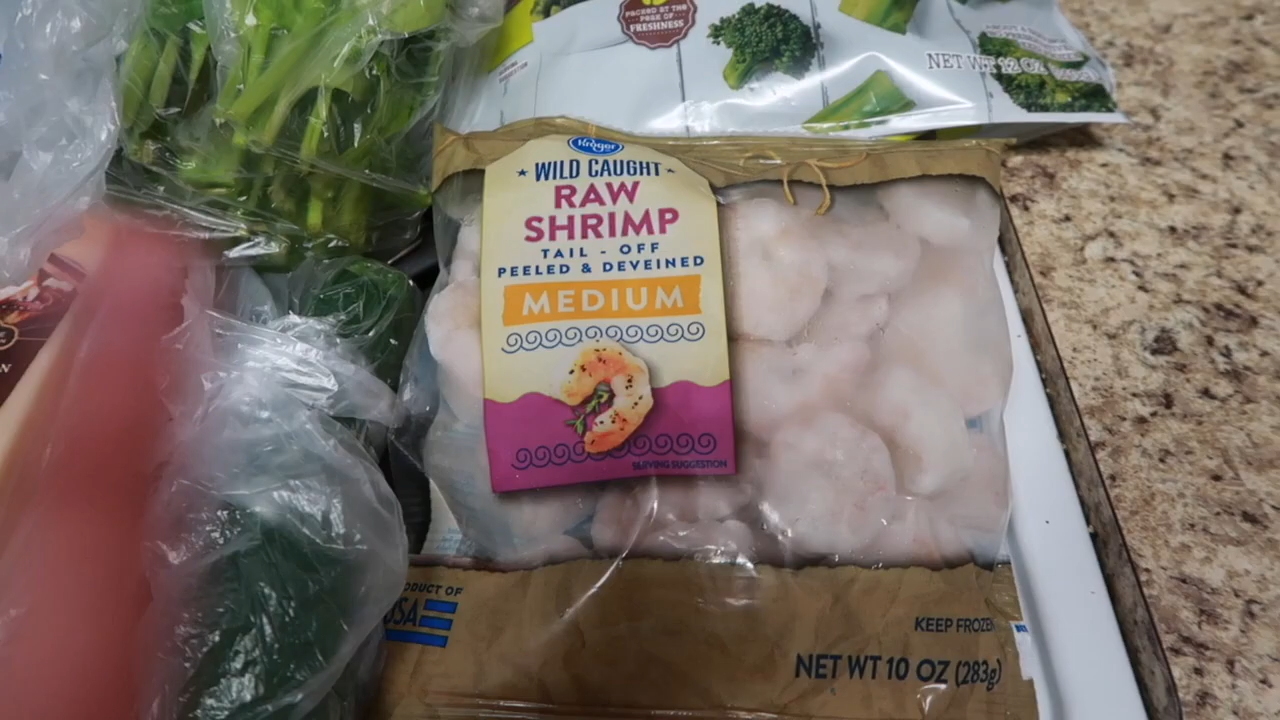 PACKED AT THE
PEAK OF
FRESHNESS
NET WT 12 OZ
Kroger
WILD CAUGHT
RAW
SHRIMP
TAIL - OFF
PEELED & DEVEINED
MEDIUM
SERVING SUGGESTION
PRODUCT OF
USA
KEEP FROZEN
NET WT 10 OZ (283g)